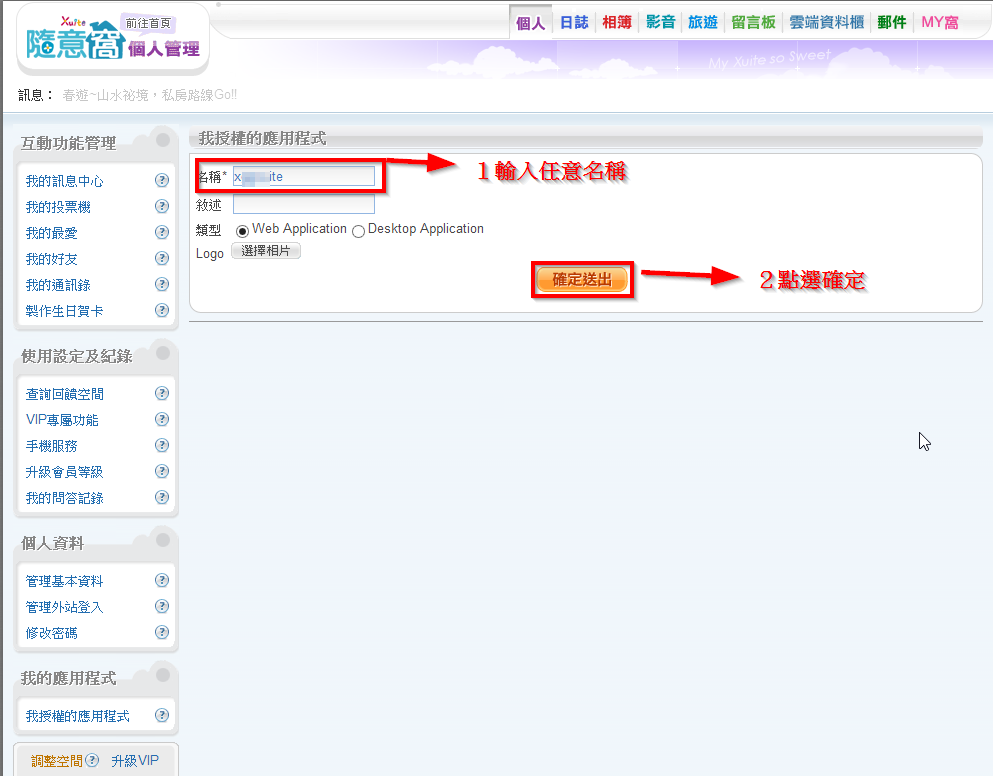 Xuite 前往首頁
隨意窩 個人管理
個人 日誌 相簿 影音 旅遊 留言板 雲端資料櫃 郵件 MY窩
My Xuite so Sweet
訊息： 春遊~山水祕境，私房路線Go!!
互動功能管理
我的訊息中心 ?
我的投票機 ?
我的最愛 ?
我的好友 ?
我的通訊錄 ?
製作生日賀卡 ?
使用設定及紀錄
查詢回饋空間 ?
VIP專屬功能 ?
手機服務 ?
升級會員等級 ?
我的問答記錄 ?
個人資料
管理基本資料 ?
管理外站登入 ?
修改密碼 ?
我的應用程式
我授權的應用程式 ?
調整空間 ? 升級VIP
我授權的應用程式
名稱* x ite
1輸入任意名稱
敘述
類型 Web Application Desktop Application
Logo 選擇相片
確定送出
2點選確定